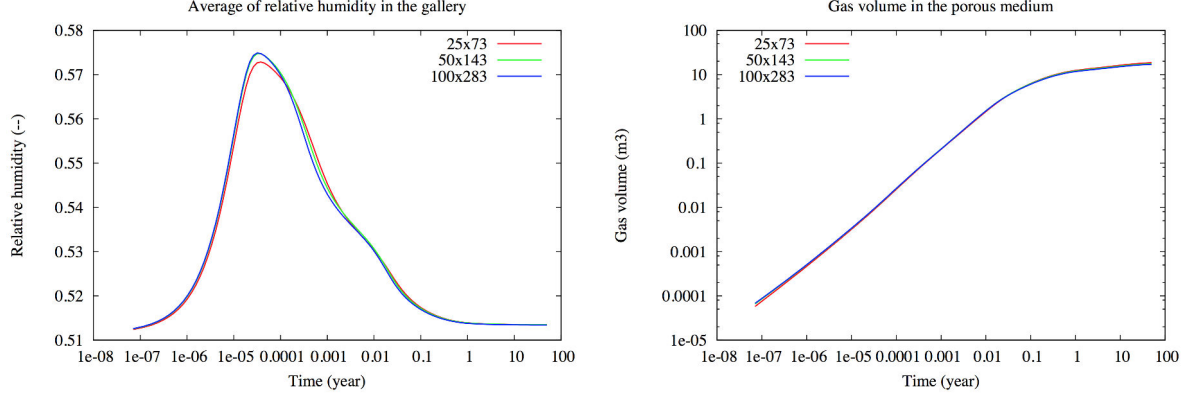 Average of relative humidity in the gallery
0.58
0.57
0.56
0.55
0.54
0.53
0.52
0.51
Relative humidity (--)
25x73
50x143
100x283
1e-08 1e-07 1e-06 1e-05 0.0001 0.001 0.01 0.1 1 10 100
Time (year)
Gas volume in the porous medium
100
10
1
0.1
0.01
0.001
0.0001
1e-05
Gas volume (m3)
25x73
50x143
100x283
1e-08 1e-07 1e-06 1e-05 0.0001 0.001 0.01 0.1 1 10 100
Time (year)